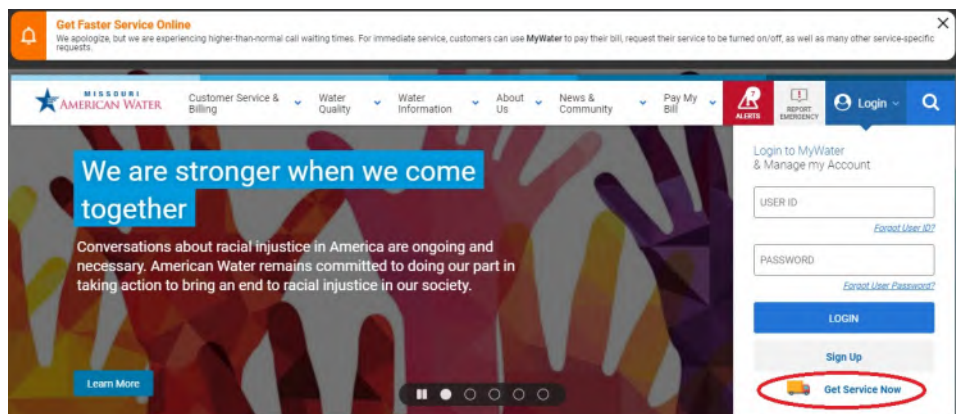 Get Faster Service Online
We apologize, but we are experiencing higher-than-normal call waiting times. For immediate service, customers can use MyWater to pay their bill, request their service to be turned on/off, as well as many other service-specific
requests.
MISSOURI
AMERICAN WATER
Customer Service &
Billing
Water
Quality
Water
Information
About
Us
News &
Community
Pay My
Bill
7
ALERTS
REPORT
EMERGENCY
Login
We are stronger when we come
together
Conversations about racial injustice in America are ongoing and
necessary. American Water remains committed to doing our part in
taking action to bring an end to racial injustice in our society.
Learn More
Login to MyWater
& Manage my Account
USER ID
Forgot User ID?
PASSWORD
Forgot User Password?
LOGIN
Sign Up
Get Service Now